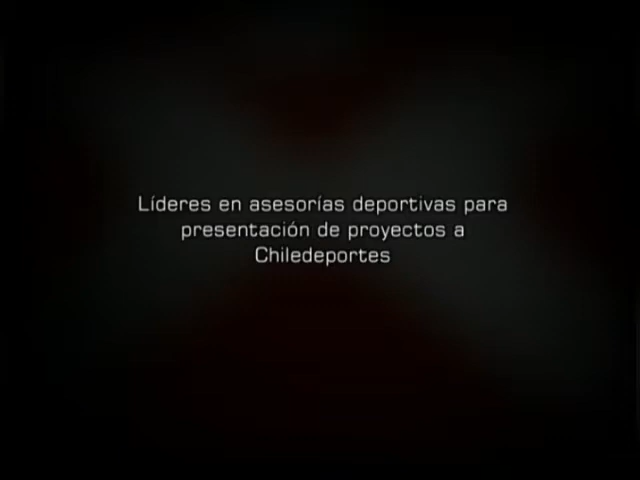 Líderes en asesorías deportivas para
presentación de proyectos a
Chiledeportes